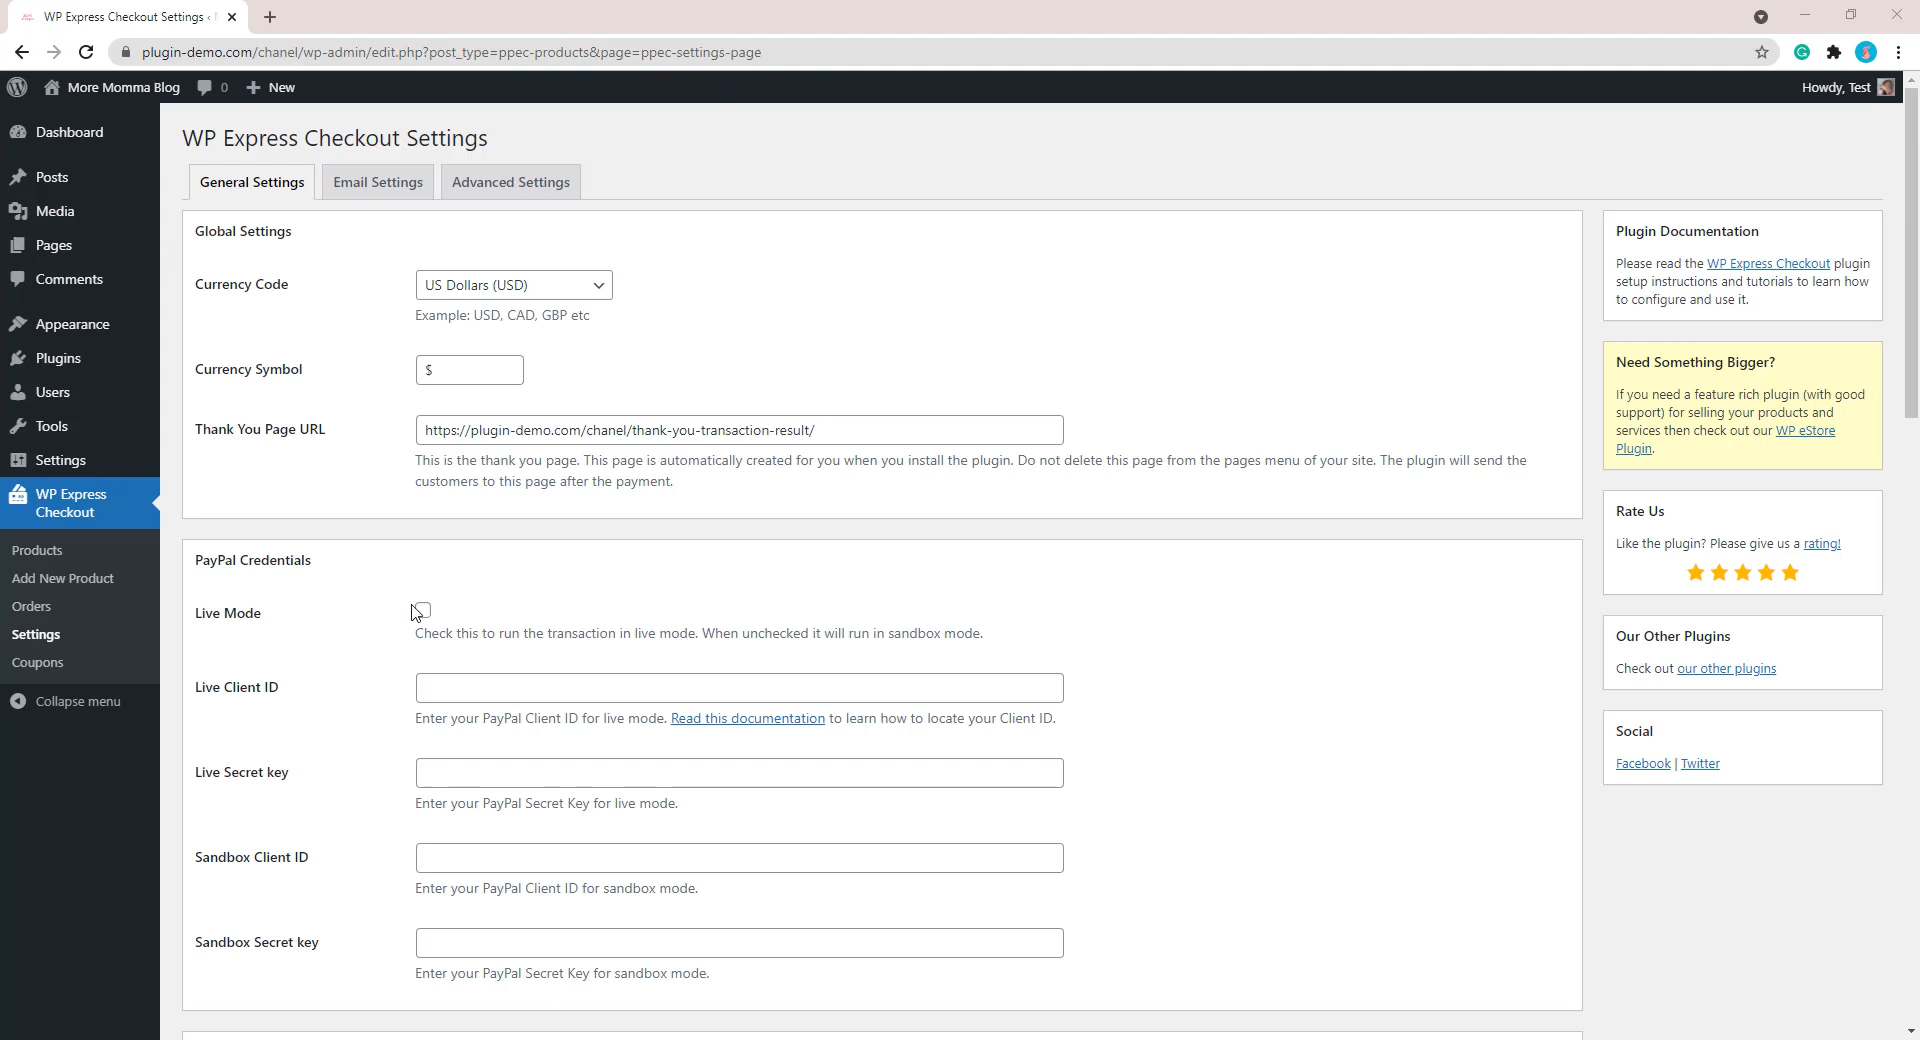 WP Express Checkout Settings ‹
plugin-demo.com/chanel/wp-admin/edit.php?post_type=ppec-products&page=ppec-settings-page
More Momma Blog
0
New
Howdy, Test
Dashboard
Posts
Media
Pages
Comments
Appearance
Plugins
Users
Tools
Settings
WP Express
Checkout
Products
Add New Product
Orders
Settings
Coupons
Collapse menu
WP Express Checkout Settings
General Settings
Email Settings
Advanced Settings
Global Settings
Currency Code
US Dollars (USD)
Example: USD, CAD, GBP etc
Currency Symbol
$
Thank You Page URL
https://plugin-demo.com/chanel/thank-you-transaction-result/
This is the thank you page. This page is automatically created for you when you install the plugin. Do not delete this page from the pages menu of your site. The plugin will send the
customers to this page after the payment.
PayPal Credentials
Live Mode
Check this to run the transaction in live mode. When unchecked it will run in sandbox mode.
Live Client ID
Enter your PayPal Client ID for live mode. Read this documentation to learn how to locate your Client ID.
Live Secret key
Enter your PayPal Secret Key for live mode.
Sandbox Client ID
Enter your PayPal Client ID for sandbox mode.
Sandbox Secret key
Enter your PayPal Secret Key for sandbox mode.
Plugin Documentation
Please read the WP Express Checkout plugin
setup instructions and tutorials to learn how
to configure and use it.
Need Something Bigger?
If you need a feature rich plugin (with good
support) for selling your products and
services then check out our WP eStore
Plugin.
Rate Us
Like the plugin? Please give us a rating!
Our Other Plugins
Check out our other plugins
Social
Facebook | Twitter